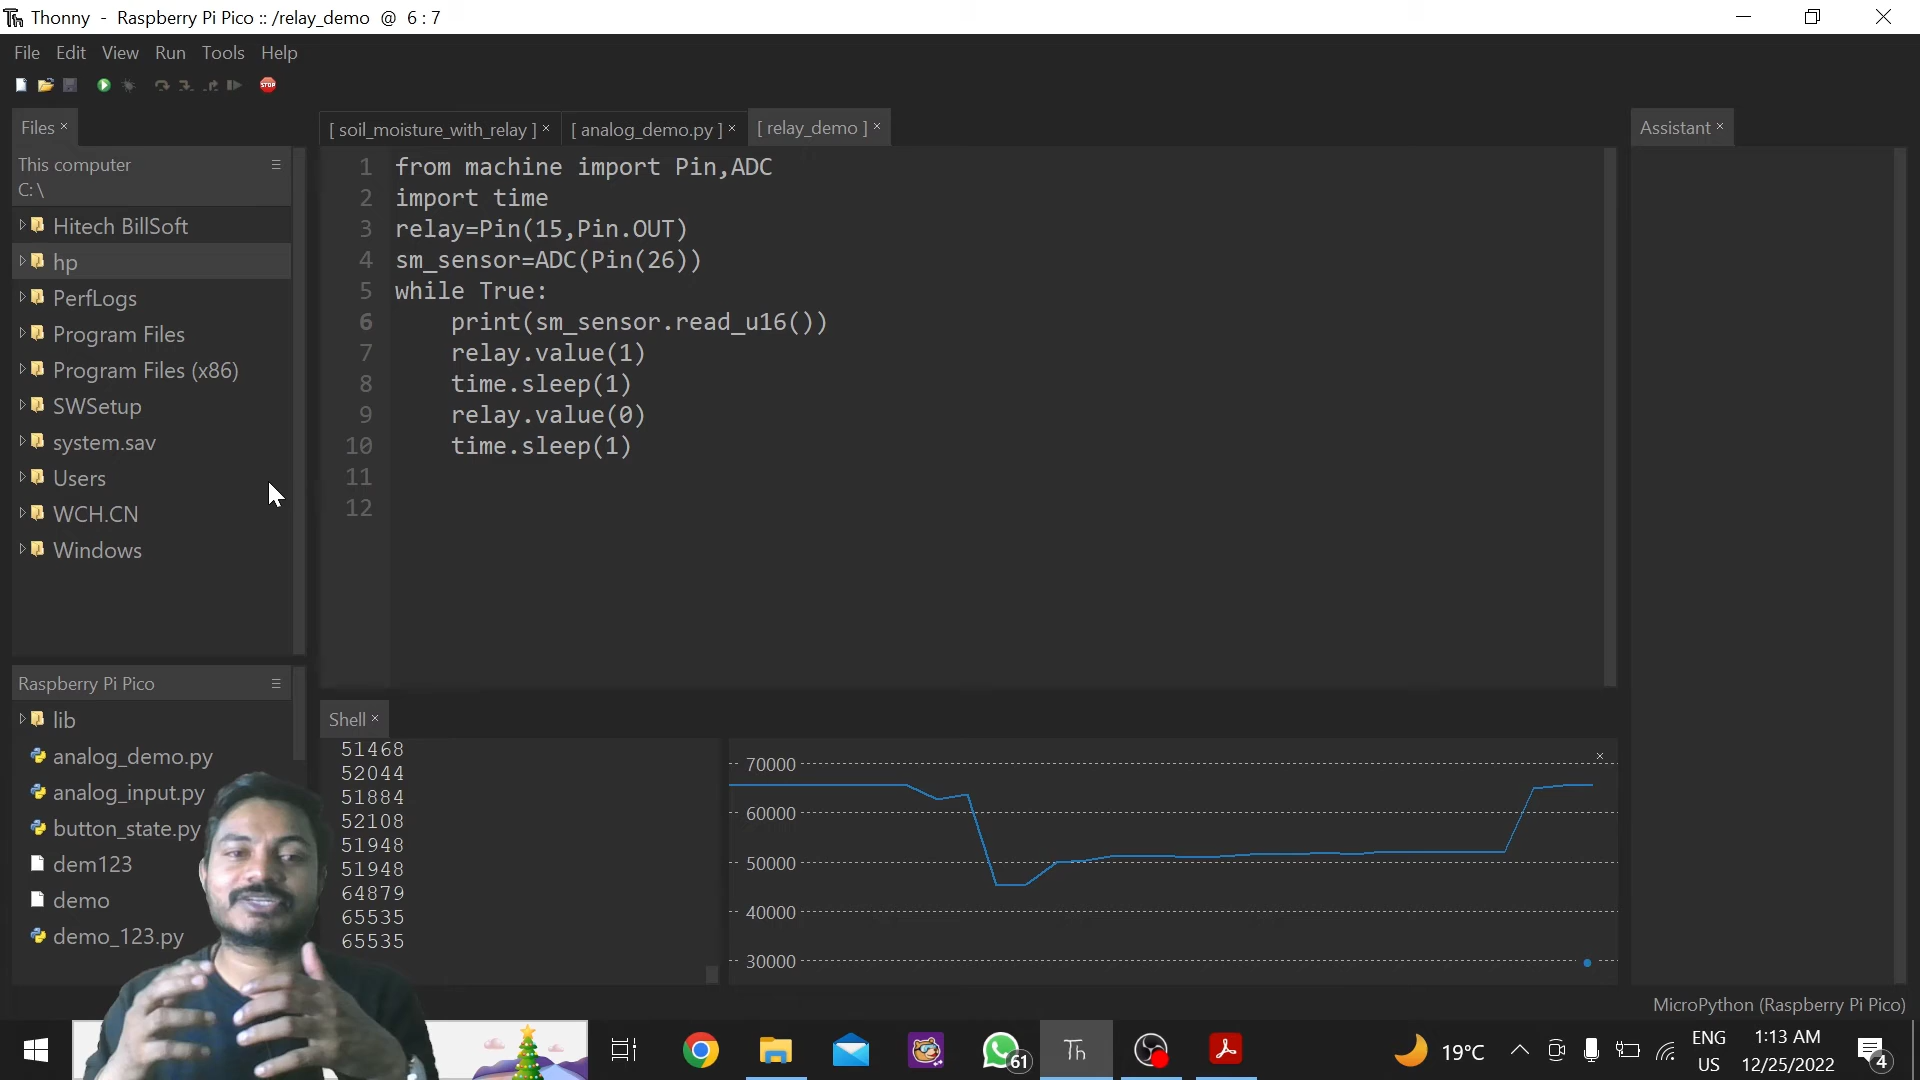 Thonny - Raspberry Pi Pico :: /relay_demo @ 6 : 7
File Edit View Run Tools Help
STOP
Files ×
This computer
C: \
Hitech BillSoft
hp
PerfLogs
Program Files
Program Files (x86)
SWSetup
system.sav
Users
WCH.CN
Windows
Raspberry Pi Pico
lib
analog_demo.py
analog_input.py
button_state.py
dem123
demo
demo_123.py
[ soil_moisture_with_relay ] × [ analog_demo.py ] × [ relay_demo ] ×
1 from machine import Pin,ADC
2 import time
3 relay=Pin(15,Pin.OUT)
4 sm_sensor=ADC(Pin(26))
5 while True:
6 print(sm_sensor.read_u16())
7 relay.value(1)
8 time.sleep(1)
9 relay.value(0)
10 time.sleep(1)
11
12
Shell ×
51468
52044
51884
52108
51948
51948
64879
65535
65535
70000
60000
50000
40000
30000
Assistant ×
MicroPython (Raspberry Pi Pico)
61
Th
19°C
ENG
US
1:13 AM
12/25/2022
4